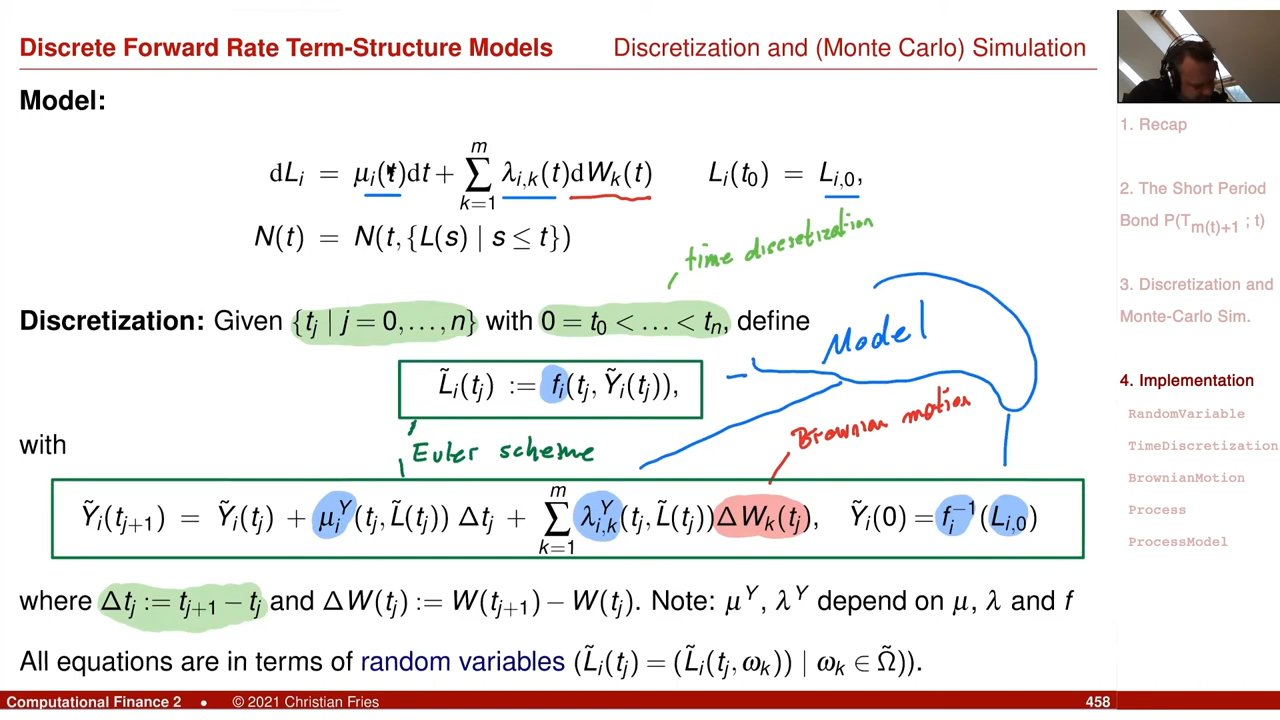 Discrete Forward Rate Term-Structure Models Discretization and (Monte Carlo) Simulation
Model:
dL_i = μ_i(t)dt + ∑_{k=1}^{m} λ_{i,k}(t)dW_k(t) L_i(t_0) = L_{i,0},
N(t) = N(t, {L(s) | s ≤ t})
time discretization
Discretization: Given {t_j | j = 0, …, n} with 0 = t_0 < … < t_n, define
Model
L̃_i(t_j) := f_i(t_j, Ỹ_i(t_j)),
with
Euler scheme
Brownian motion
Ỹ_i(t_{j+1}) = Ỹ_i(t_j) + μ_i^Y(t_j, L̃(t_j)) Δt_j + ∑_{k=1}^{m} λ_{i,k}^Y(t_j, L̃(t_j))ΔW_k(t_j), Ỹ_i(0) = f_i^{−1}(L_{i,0})
where Δt_j := t_{j+1} − t_j and ΔW(t_j) := W(t_{j+1}) − W(t_j). Note: μ^Y, λ^Y depend on μ, λ and f
All equations are in terms of random variables (L̃_i(t_j) = (L̃_i(t_j, ω_k)) | ω_k ∈ Ω̃)).
1. Recap
2. The Short Period
Bond P(T_{m(t)+1} ; t)
3. Discretization and
Monte-Carlo Sim.
4. Implementation
RandomVariable
TimeDiscretization
BrownianMotion
Process
ProcessModel
Computational Finance 2 • © 2021 Christian Fries 458